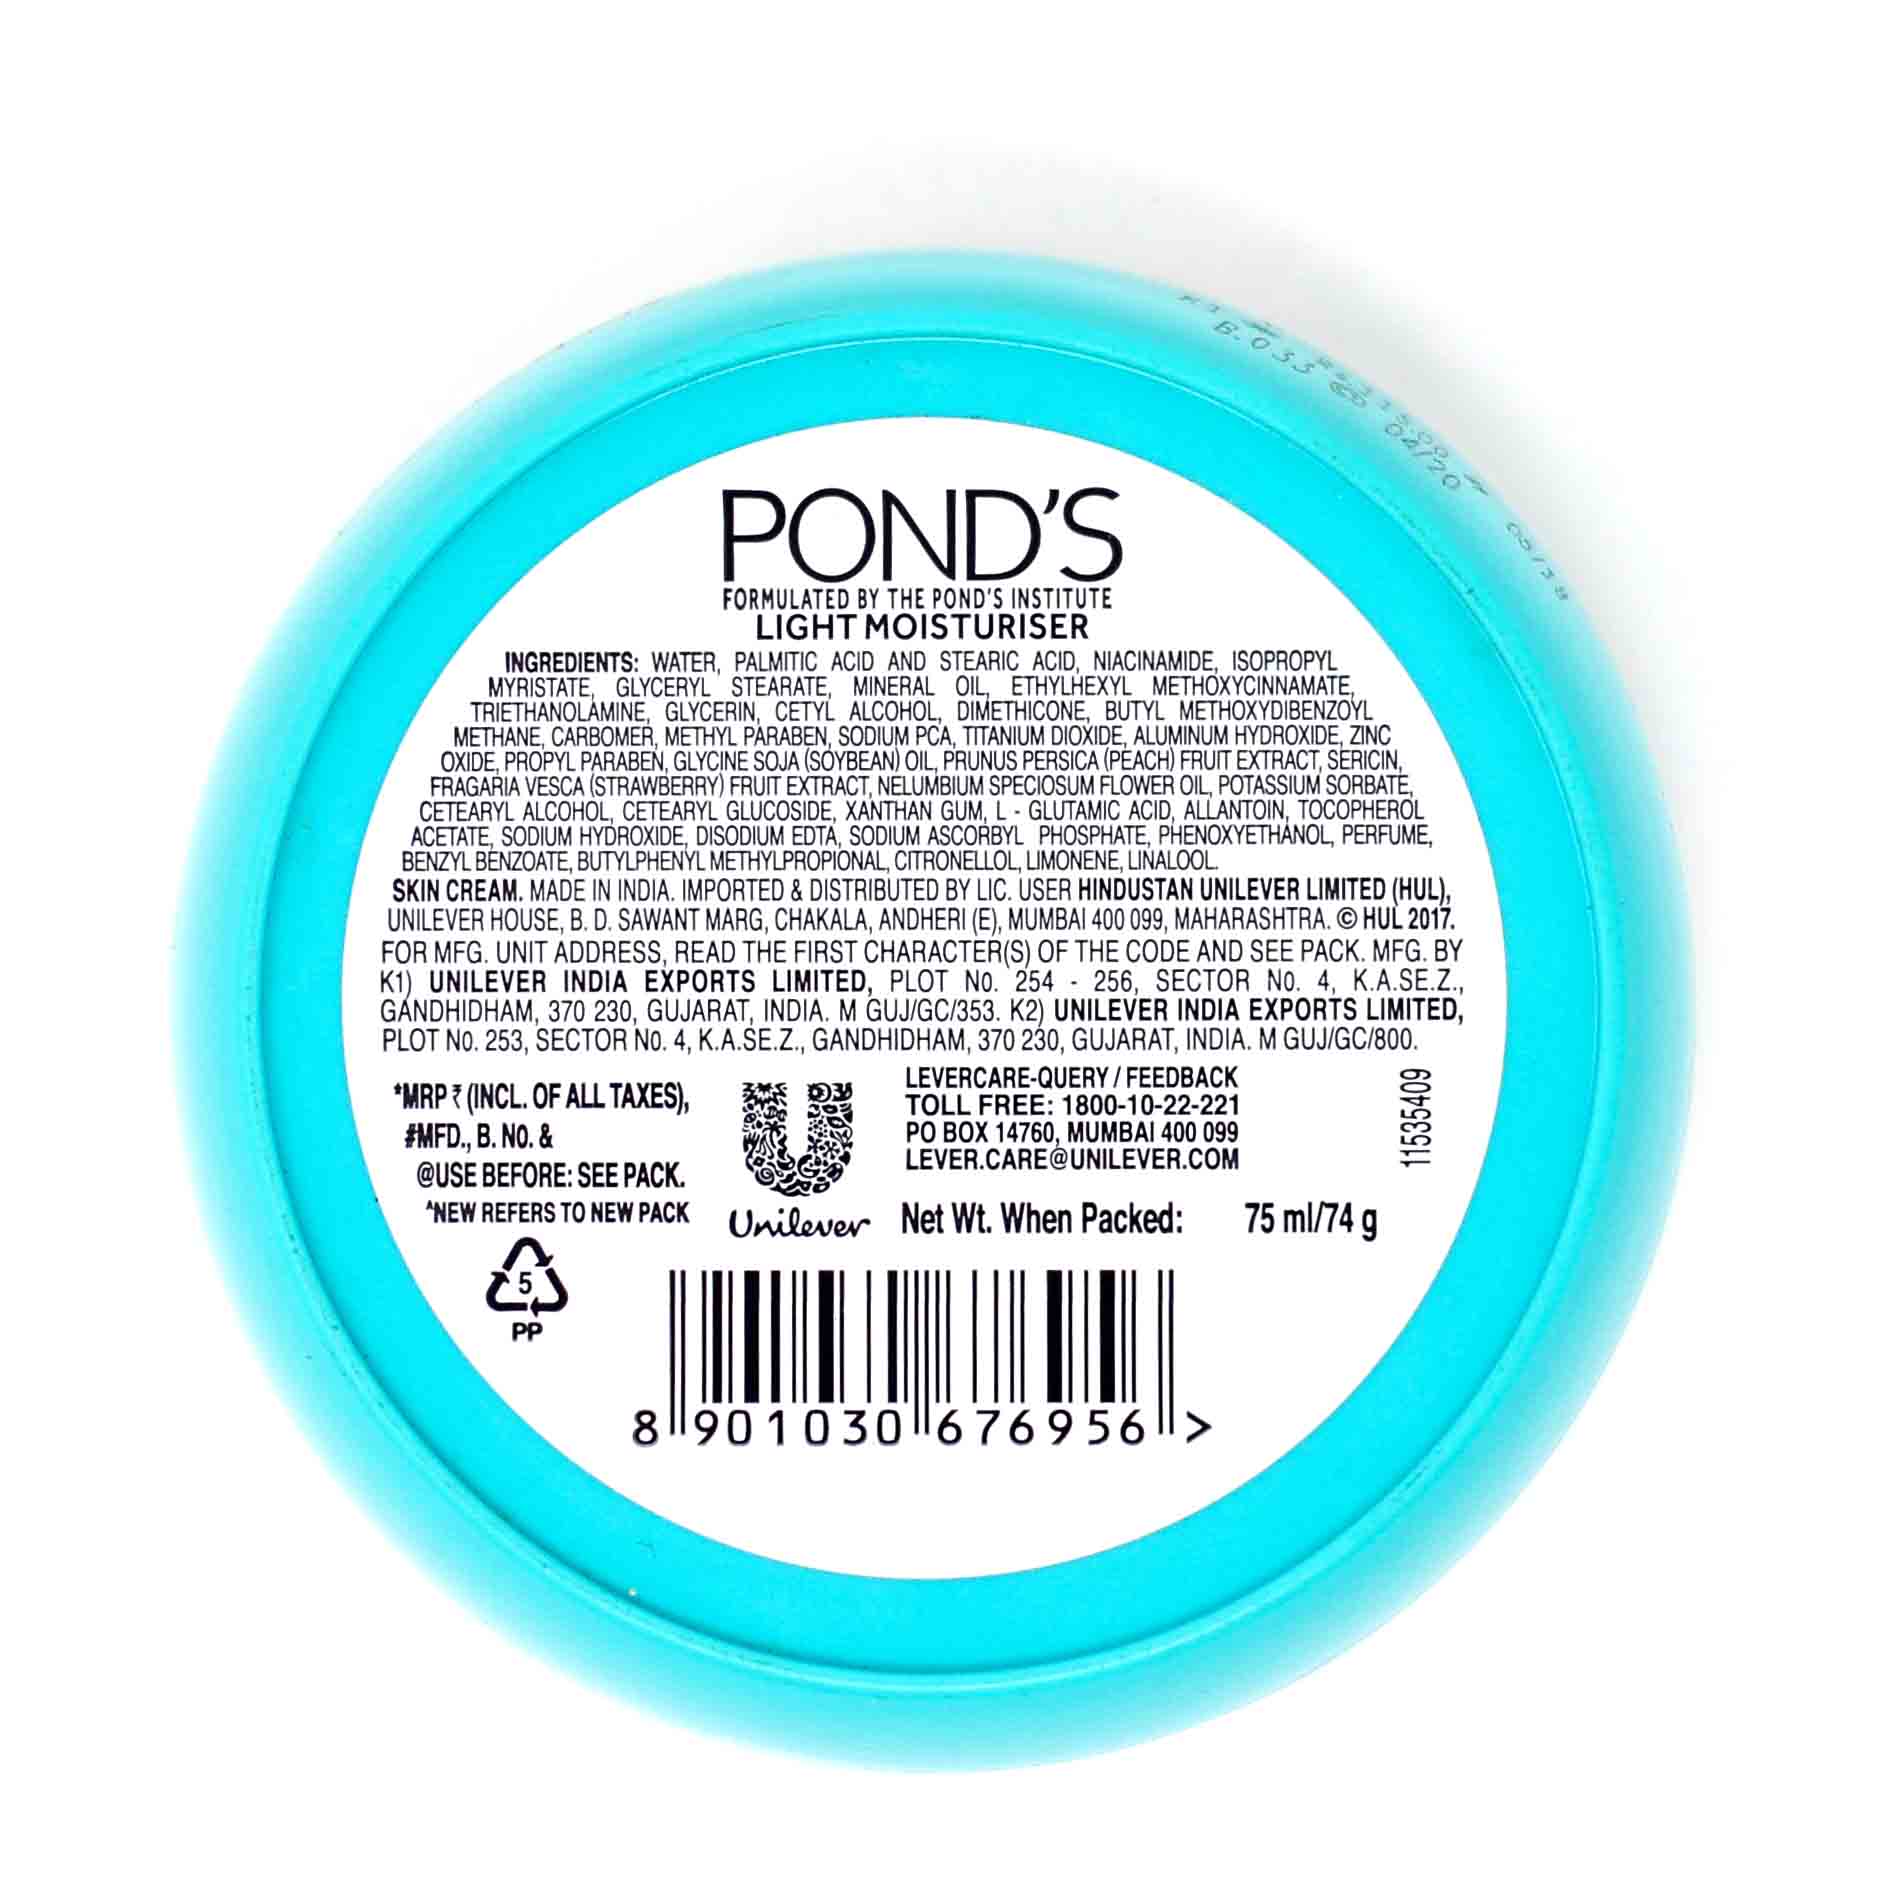 B.033
04/20
08/18
POND'S
FORMULATED BY THE POND'S INSTITUTE
LIGHT MOISTURISER
INGREDIENTS: WATER, PALMITIC ACID AND STEARIC ACID, NIACINAMIDE, ISOPROPYL
MYRISTATE, GLYCERYL STEARATE, MINERAL OIL, ETHYLHEXYL METHOXYCINNAMATE,
TRIETHANOLAMINE, GLYCERIN, CETYL ALCOHOL, DIMETHICONE, BUTYL METHOXYDIBENZOYL
METHANE, CARBOMER, METHYL PARABEN, SODIUM PCA, TITANIUM DIOXIDE, ALUMINUM HYDROXIDE, ZINC
OXIDE, PROPYL PARABEN, GLYCINE SOJA (SOYBEAN) OIL, PRUNUS PERSICA (PEACH) FRUIT EXTRACT, SERICIN,
FRAGARIA VESCA (STRAWBERRY) FRUIT EXTRACT, NELUMBIUM SPECIOSUM FLOWER OIL, POTASSIUM SORBATE,
CETEARYL ALCOHOL, CETEARYL GLUCOSIDE, XANTHAN GUM, L - GLUTAMIC ACID, ALLANTOIN, TOCOPHEROL
ACETATE, SODIUM HYDROXIDE, DISODIUM EDTA, SODIUM ASCORBYL PHOSPHATE, PHENOXYETHANOL, PERFUME,
BENZYL BENZOATE, BUTYLPHENYL METHYLPROPIONAL, CITRONELLOL, LIMONENE, LINALOOL.
SKIN CREAM. MADE IN INDIA. IMPORTED & DISTRIBUTED BY LIC. USER HINDUSTAN UNILEVER LIMITED (HUL),
UNILEVER HOUSE, B. D. SAWANT MARG, CHAKALA, ANDHERI (E), MUMBAI 400 099, MAHARASHTRA. © HUL 2017.
FOR MFG. UNIT ADDRESS, READ THE FIRST CHARACTER(S) OF THE CODE AND SEE PACK. MFG. BY
K1) UNILEVER INDIA EXPORTS LIMITED, PLOT No. 254 - 256, SECTOR No. 4, K.A.SE.Z.,
GANDHIDHAM, 370 230, GUJARAT, INDIA. M GUJ/GC/353. K2) UNILEVER INDIA EXPORTS LIMITED,
PLOT No. 253, SECTOR No. 4, K.A.SE.Z., GANDHIDHAM, 370 230, GUJARAT, INDIA. M GUJ/GC/800.
*MRP ₹ (INCL. OF ALL TAXES),
#MFD., B. No. &
@USE BEFORE: SEE PACK.
^NEW REFERS TO NEW PACK
5
PP
Unilever
LEVERCARE-QUERY / FEEDBACK
TOLL FREE: 1800-10-22-221
PO BOX 14760, MUMBAI 400 099
LEVER.CARE@UNILEVER.COM
Net Wt. When Packed: 75 ml/74 g
11535409
8 901030 676956 >